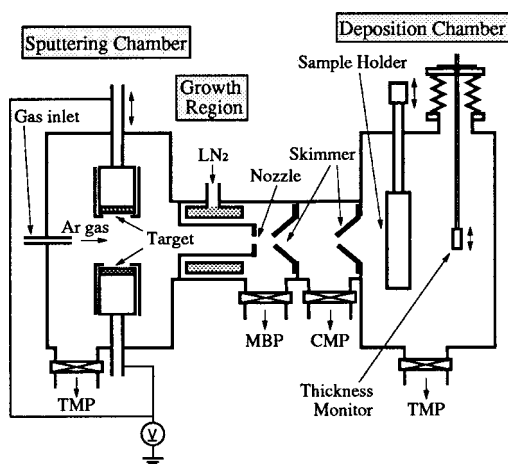 Sputtering Chamber
Deposition Chamber
Growth
Region
Sample Holder
Gas inlet
LN₂
Skimmer
Nozzle
Ar gas
Target
MBP
CMP
TMP
Thickness
Monitor
TMP
V